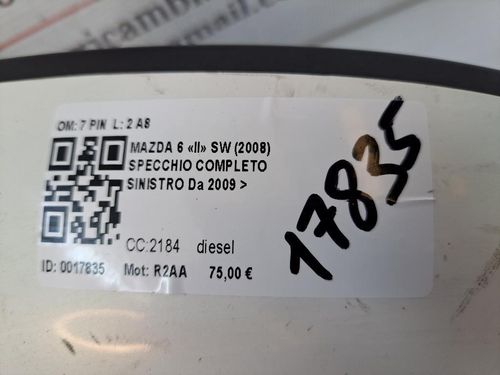 ricambi
OM: 7 PIN L: 2 A8
MAZDA 6 «II» SW (2008)
SPECCHIO COMPLETO
SINISTRO Da 2009 >
CC:2184 diesel
ID: 0017835 Mot: R2AA 75,00 €
17835